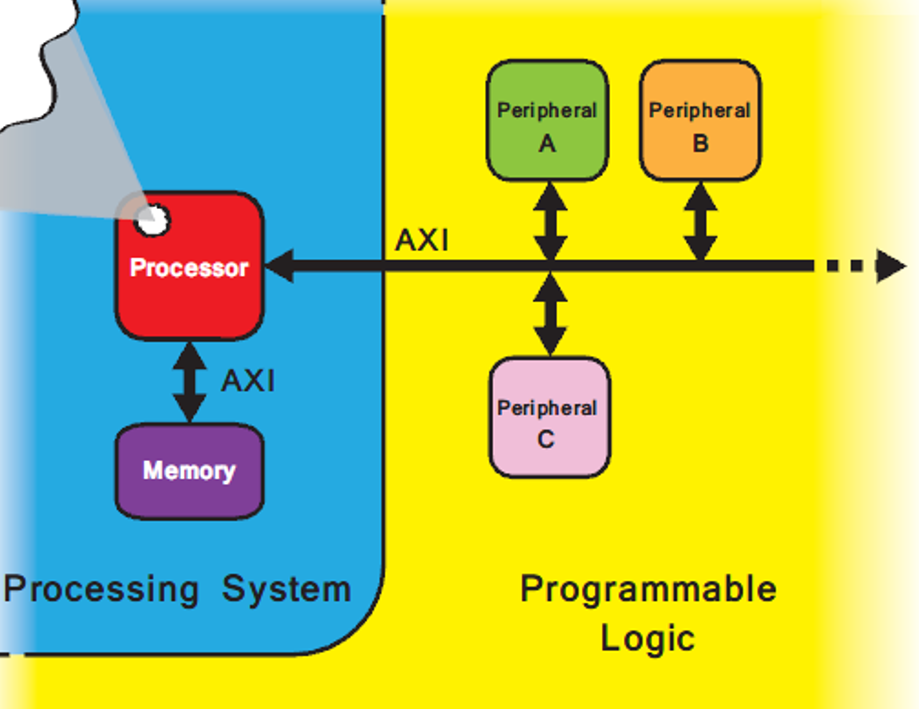 Peripheral
A
Peripheral
B
AXI
Processor
AXI
Peripheral
C
Memory
Processing System
Programmable
Logic